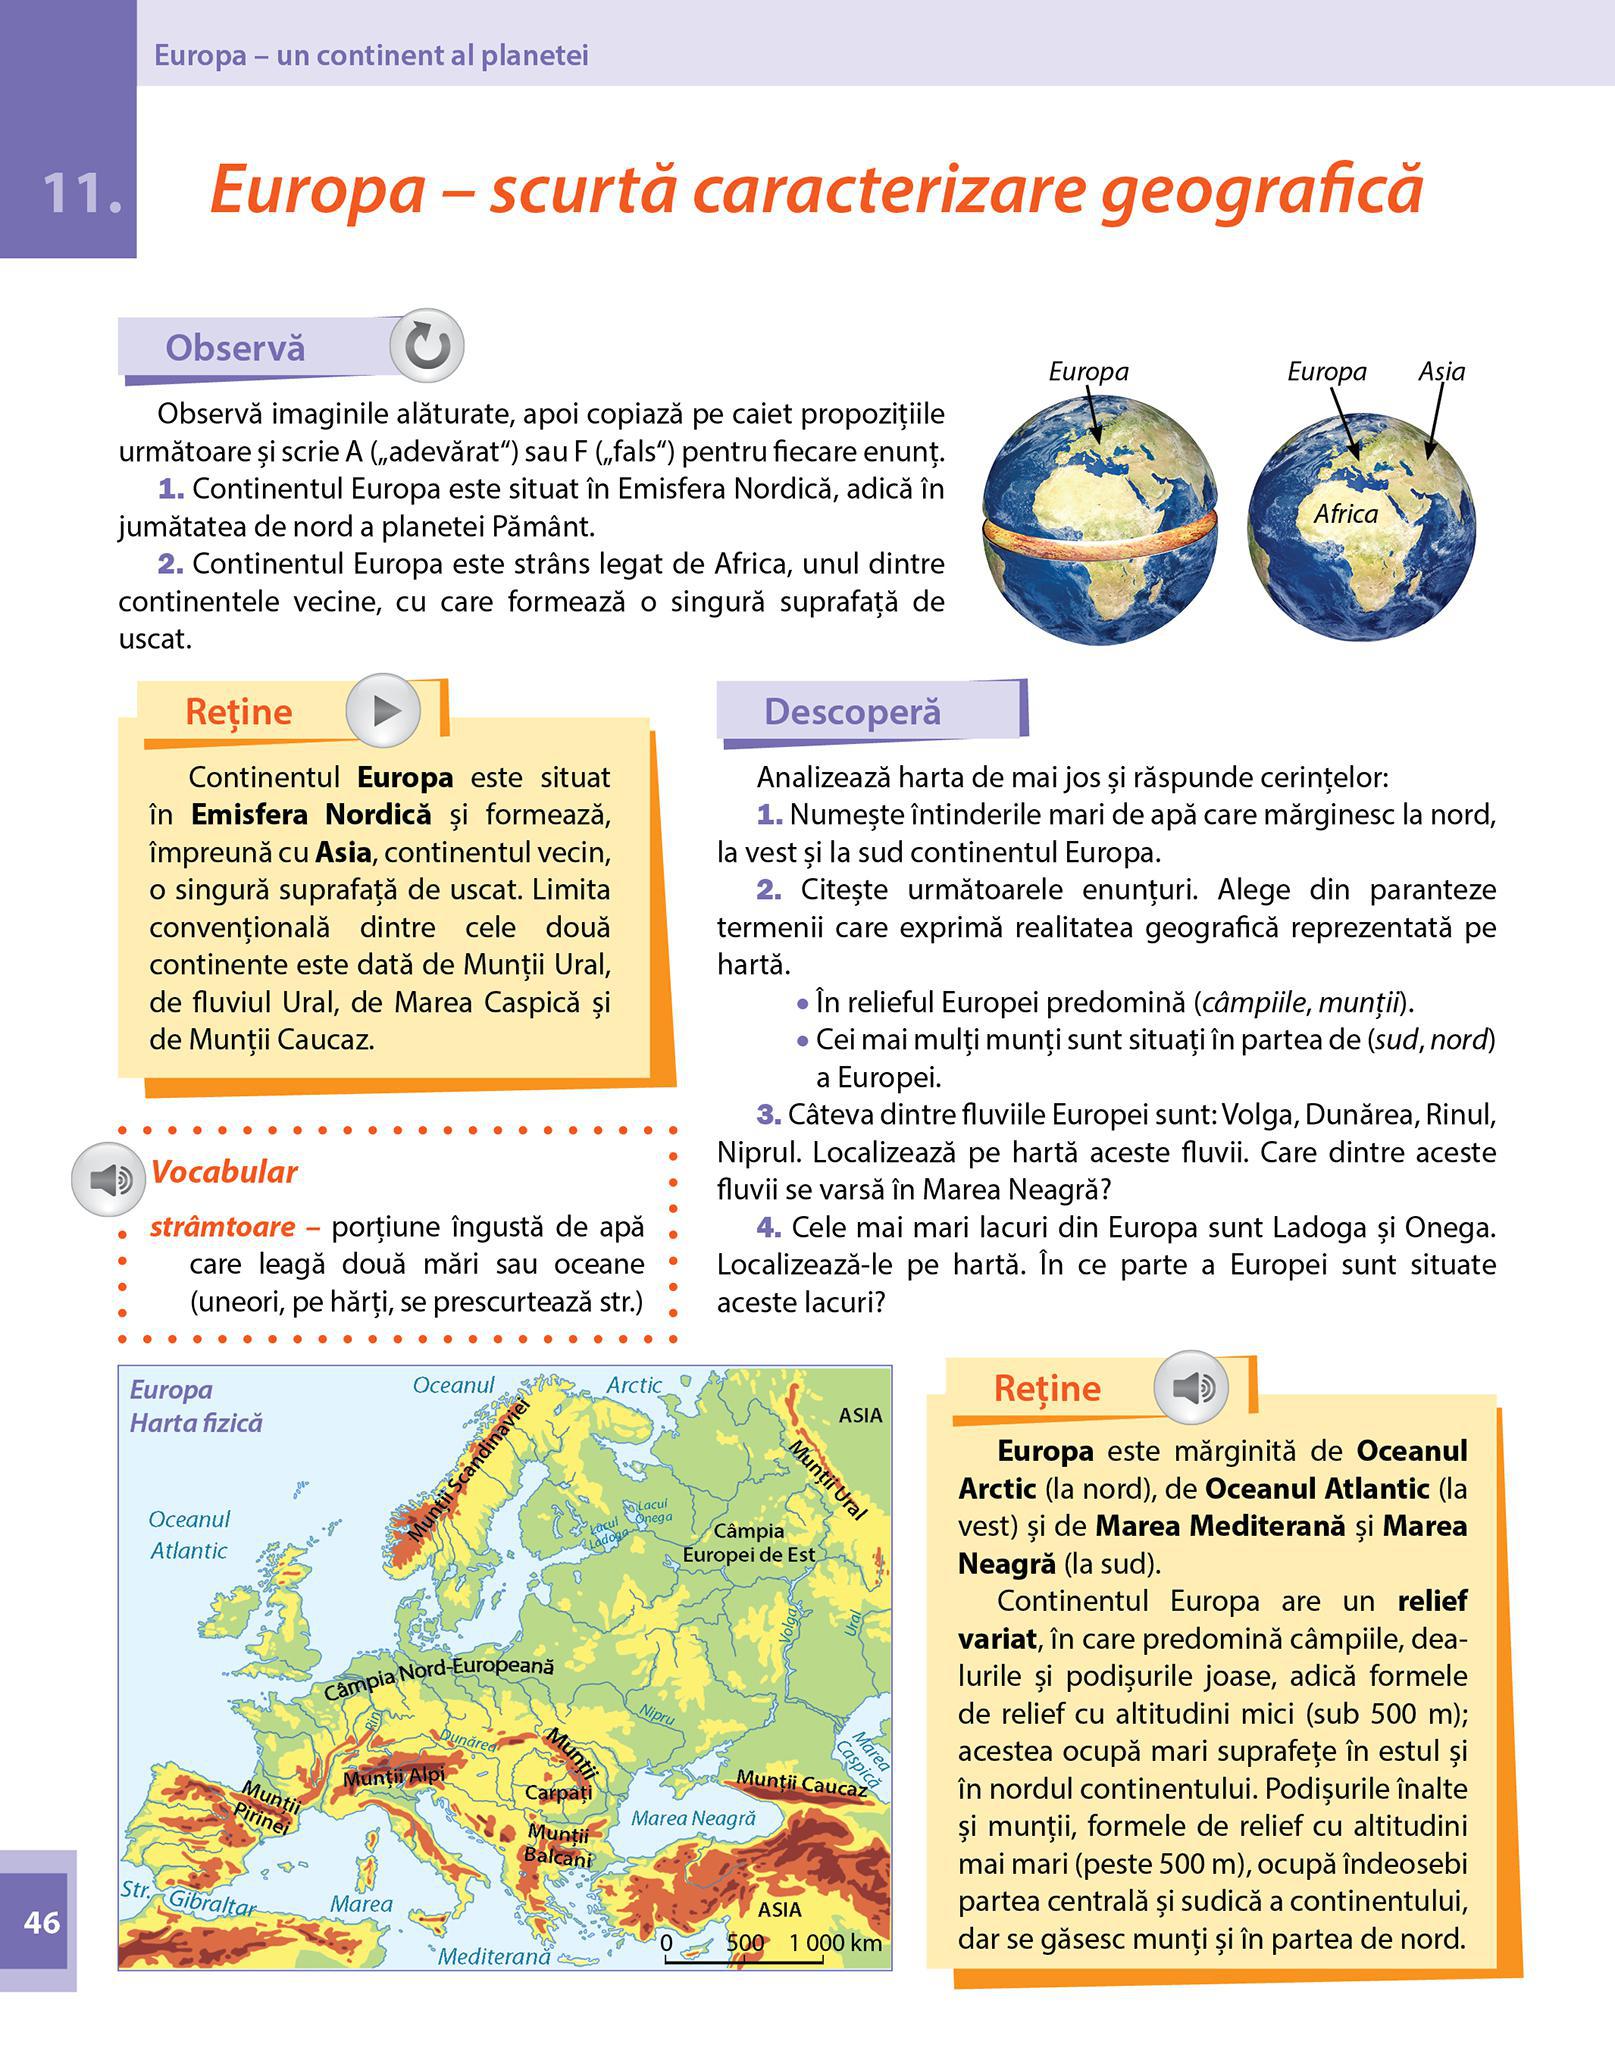 Europa – un continent al planetei
11.
Europa – scurtă caracterizare geografică
Observă
Observă imaginile alăturate, apoi copiază pe caiet propozițiile
următoare și scrie A („adevărat“) sau F („fals“) pentru fiecare enunț.
1. Continentul Europa este situat în Emisfera Nordică, adică în
jumătatea de nord a planetei Pământ.
2. Continentul Europa este strâns legat de Africa, unul dintre
continentele vecine, cu care formează o singură suprafață de
uscat.
Europa
Europa
Asia
Africa
Reține
Continentul Europa este situat
în Emisfera Nordică și formează,
împreună cu Asia, continentul vecin,
o singură suprafață de uscat. Limita
convențională dintre cele două
continente este dată de Munții Ural,
de fluviul Ural, de Marea Caspică și
de Munții Caucaz.
Vocabular
strâmtoare – porțiune îngustă de apă
care leagă două mări sau oceane
(uneori, pe hărți, se prescurtează str.)
Descoperă
Analizează harta de mai jos și răspunde cerințelor:
1. Numește întinderile mari de apă care mărginesc la nord,
la vest și la sud continentul Europa.
2. Citește următoarele enunțuri. Alege din paranteze
termenii care exprimă realitatea geografică reprezentată pe
hartă.
• În relieful Europei predomină (câmpiile, munții).
• Cei mai mulți munți sunt situați în partea de (sud, nord)
a Europei.
3. Câteva dintre fluviile Europei sunt: Volga, Dunărea, Rinul,
Niprul. Localizează pe hartă aceste fluvii. Care dintre aceste
fluvii se varsă în Marea Neagră?
4. Cele mai mari lacuri din Europa sunt Ladoga și Onega.
Localizează-le pe hartă. În ce parte a Europei sunt situate
aceste lacuri?
Europa
Harta fizică
Oceanul
Arctic
ASIA
Munții Scandinaviei
Munții Ural
Oceanul
Atlantic
Lacul
Onega
Lacul
Ladoga
Câmpia
Europei de Est
Volga
Ural
Câmpia Nord-Europeană
Rin
Dunărea
Nipru
Marea
Caspică
Munții
Carpați
Munții Alpi
Munții Caucaz
Munții
Pirinei
Marea Neagră
Munții
Balcani
Str. Gibraltar
Marea
Mediterană
ASIA
0 500 1 000 km
Reține
Europa este mărginită de Oceanul
Arctic (la nord), de Oceanul Atlantic (la
vest) și de Marea Mediterană și Marea
Neagră (la sud).
Continentul Europa are un relief
variat, în care predomină câmpiile, dea-
lurile și podișurile joase, adică formele
de relief cu altitudini mici (sub 500 m);
acestea ocupă mari suprafețe în estul și
în nordul continentului. Podișurile înalte
și munții, formele de relief cu altitudini
mai mari (peste 500 m), ocupă îndeosebi
partea centrală și sudică a continentului,
dar se găsesc munți și în partea de nord.
46